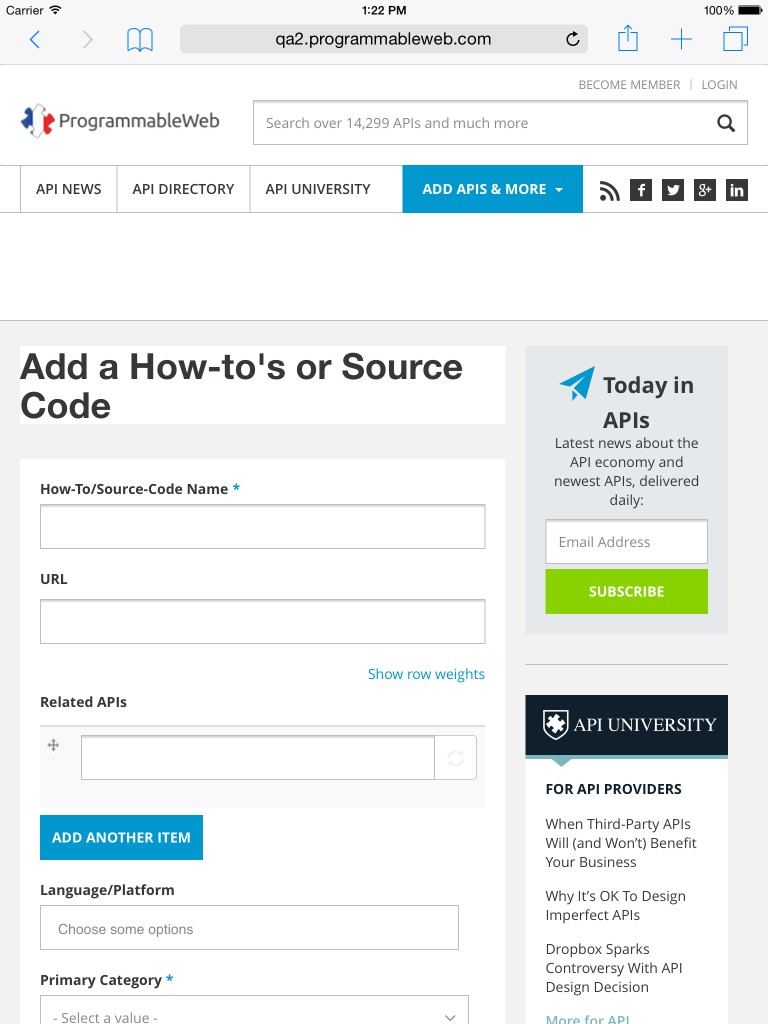 Carrier 1:22 PM 100%
qa2.programmableweb.com
BECOME MEMBER | LOGIN
ProgrammableWeb
Search over 14,299 APIs and much more
API NEWS API DIRECTORY API UNIVERSITY ADD APIS & MORE
Add a How-to's or Source
Code
How-To/Source-Code Name *
URL
Show row weights
Related APIs
ADD ANOTHER ITEM
Language/Platform
Choose some options
Primary Category *
- Select a value -
Today in
APIs
Latest news about the
API economy and
newest APIs, delivered
daily:
Email Address
SUBSCRIBE
API UNIVERSITY
FOR API PROVIDERS
When Third-Party APIs
Will (and Won’t) Benefit
Your Business
Why It’s OK To Design
Imperfect APIs
Dropbox Sparks
Controversy With API
Design Decision
More for API